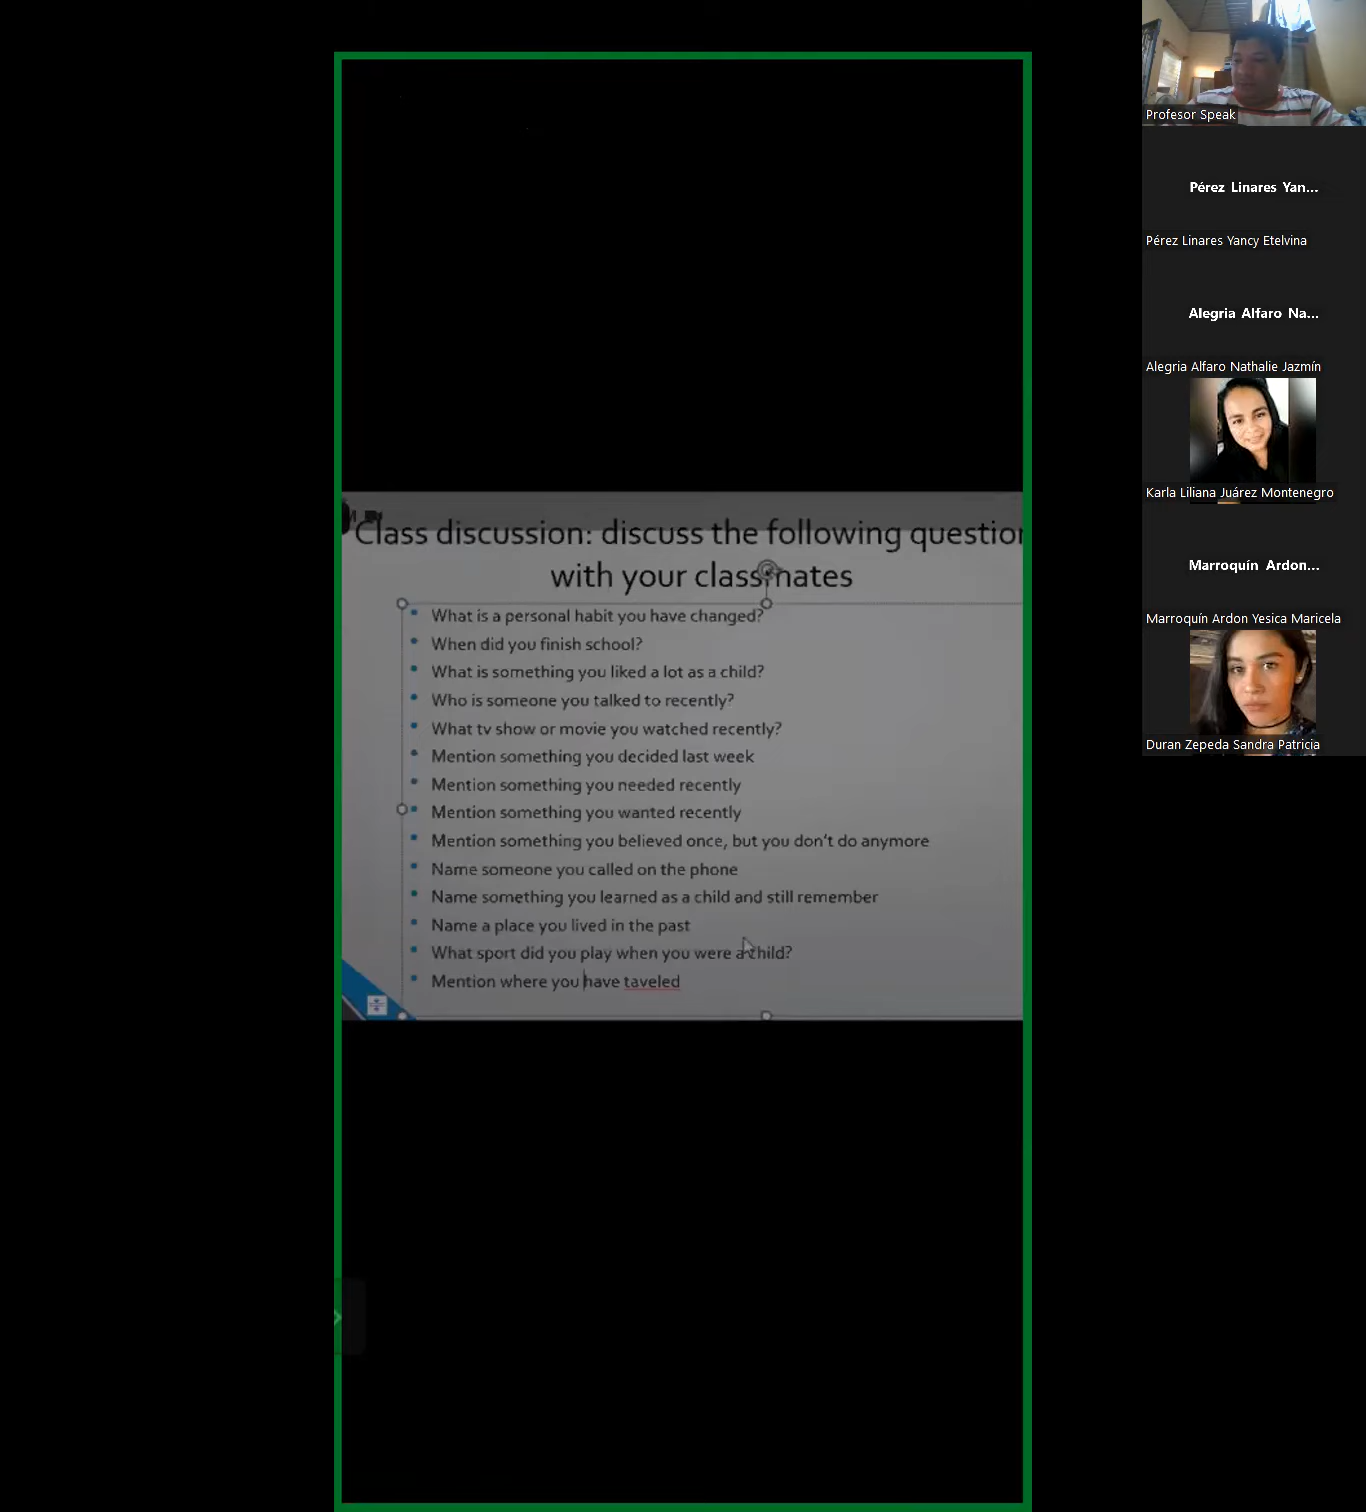 Profesor Speak
Pérez Linares Yan...
Pérez Linares Yancy Etelvina
Alegria Alfaro Na...
Alegria Alfaro Nathalie Jazmín
Karla Liliana Juárez Montenegro
Marroquín Ardon...
Marroquín Ardon Yesica Maricela
Duran Zepeda Sandra Patricia
Class discussion: discuss the following question
with your classmates
What is a personal habit you have changed?
When did you finish school?
What is something you liked a lot as a child?
Who is someone you talked to recently?
What tv show or movie you watched recently?
Mention something you decided last week
Mention something you needed recently
Mention something you wanted recently
Mention something you believed once, but you don't do anymore
Name someone you called on the phone
Name something you learned as a child and still remember
Name a place you lived in the past
What sport did you play when you were a child?
Mention where you have taveled